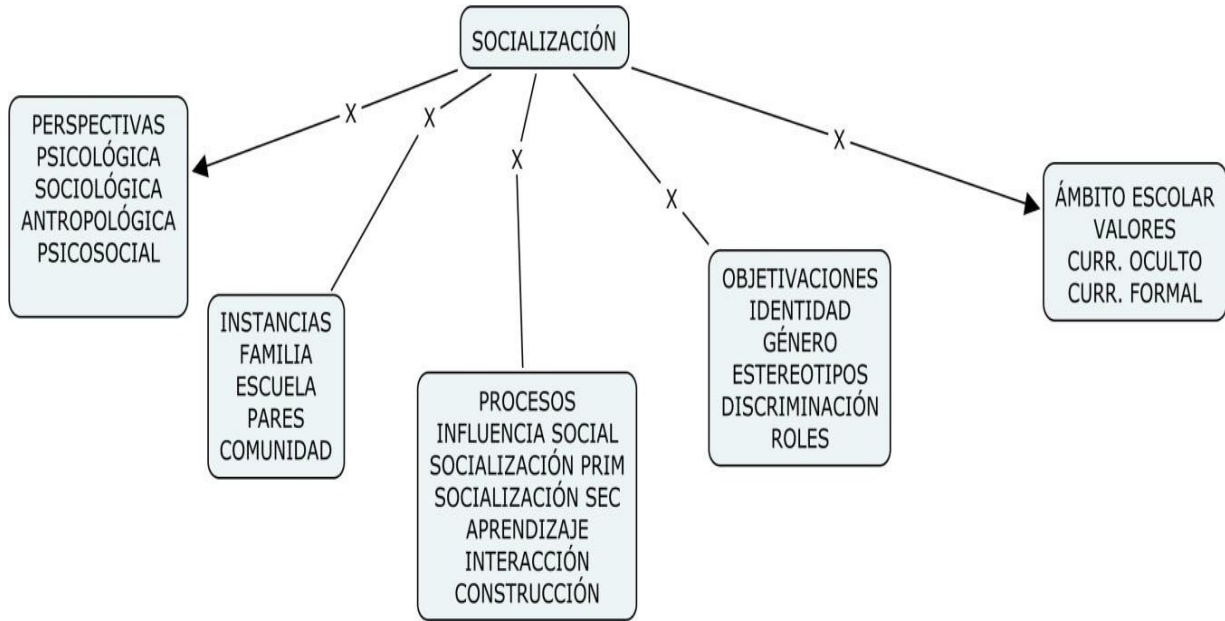 SOCIALIZACIÓN
X
X
X
X
X
PERSPECTIVAS
PSICOLÓGICA
SOCIOLÓGICA
ANTROPOLÓGICA
PSICOSOCIAL
INSTANCIAS
FAMILIA
ESCUELA
PARES
COMUNIDAD
PROCESOS
INFLUENCIA SOCIAL
SOCIALIZACIÓN PRIM
SOCIALIZACIÓN SEC
APRENDIZAJE
INTERACCIÓN
CONSTRUCCIÓN
OBJETIVACIONES
IDENTIDAD
GÉNERO
ESTEREOTIPOS
DISCRIMINACIÓN
ROLES
ÁMBITO ESCOLAR
VALORES
CURR. OCULTO
CURR. FORMAL